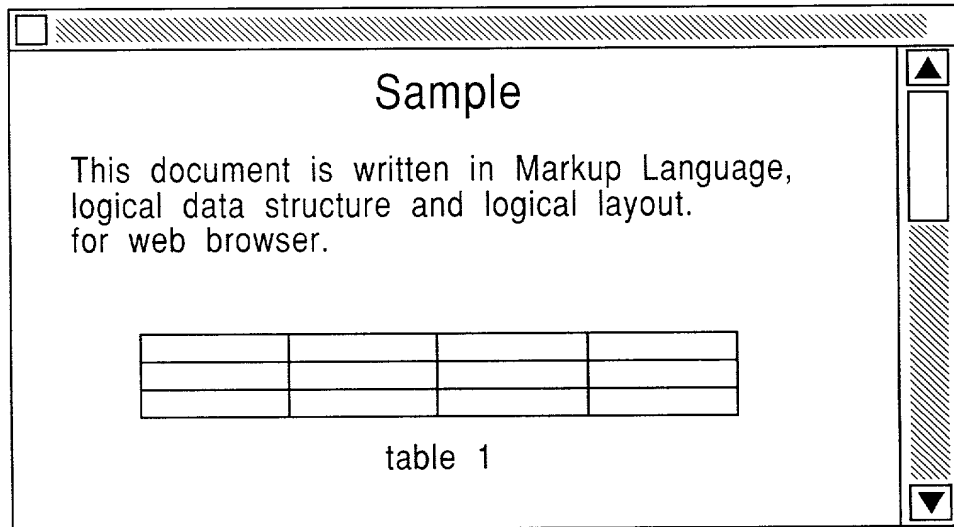 Sample
This document is written in Markup Language,
logical data structure and logical layout.
for web browser.
table 1